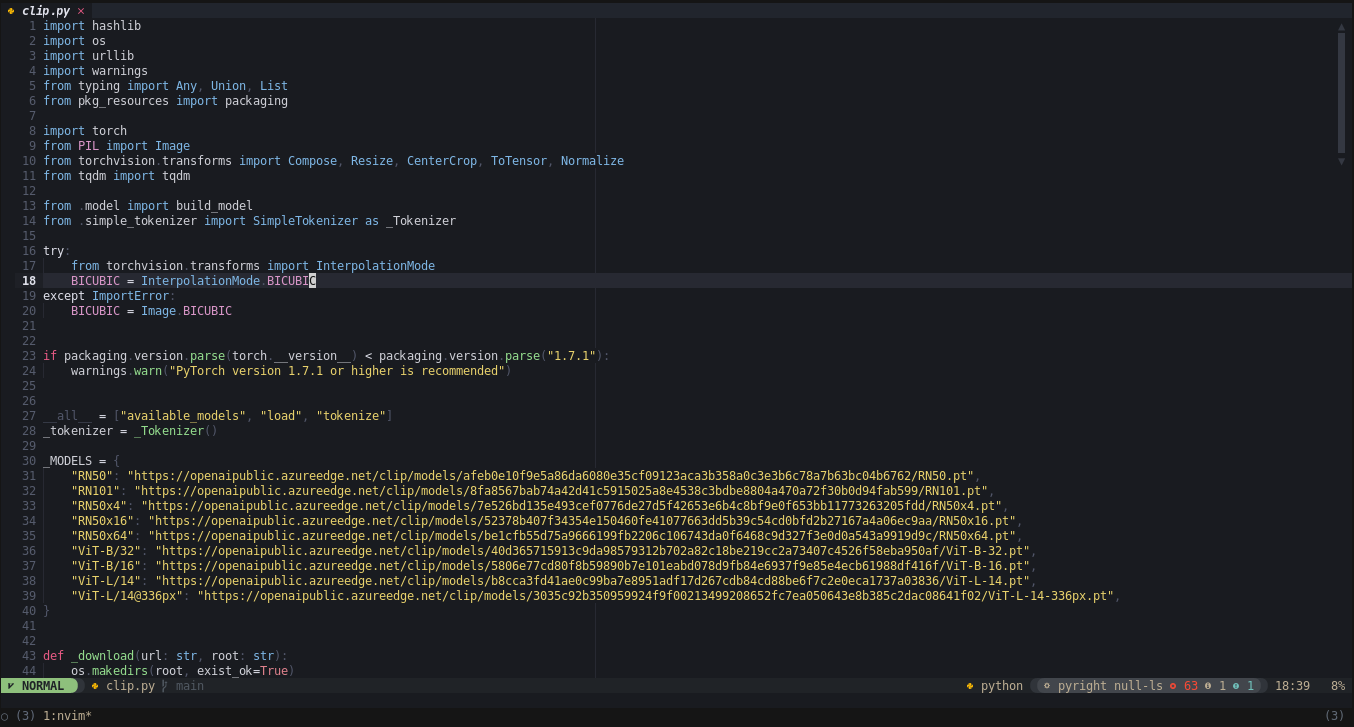 clip.py ✕
1 import hashlib
2 import os
3 import urllib
4 import warnings
5 from typing import Any, Union, List
6 from pkg_resources import packaging
7
8 import torch
9 from PIL import Image
10 from torchvision.transforms import Compose, Resize, CenterCrop, ToTensor, Normalize
11 from tqdm import tqdm
12
13 from .model import build_model
14 from .simple_tokenizer import SimpleTokenizer as _Tokenizer
15
16 try:
17     from torchvision.transforms import InterpolationMode
18     BICUBIC = InterpolationMode.BICUBIC
19 except ImportError:
20     BICUBIC = Image.BICUBIC
21
22
23 if packaging.version.parse(torch.__version__) < packaging.version.parse("1.7.1"):
24     warnings.warn("PyTorch version 1.7.1 or higher is recommended")
25
26
27 __all__ = ["available_models", "load", "tokenize"]
28 _tokenizer = _Tokenizer()
29
30 _MODELS = {
31     "RN50": "https://openaipublic.azureedge.net/clip/models/afeb0e10f9e5a86da6080e35cf09123aca3b358a0c3e3b6c78a7b63bc04b6762/RN50.pt",
32     "RN101": "https://openaipublic.azureedge.net/clip/models/8fa8567bab74a42d41c5915025a8e4538c3bdbe8804a470a72f30b0d94fab599/RN101.pt",
33     "RN50x4": "https://openaipublic.azureedge.net/clip/models/7e526bd135e493cef0776de27d5f42653e6b4c8bf9e0f653bb11773263205fdd/RN50x4.pt",
34     "RN50x16": "https://openaipublic.azureedge.net/clip/models/52378b407f34354e150460fe41077663dd5b39c54cd0bfd2b27167a4a06ec9aa/RN50x16.pt",
35     "RN50x64": "https://openaipublic.azureedge.net/clip/models/be1cfb55d75a9666199fb2206c106743da0f6468c9d327f3e0d0a543a9919d9c/RN50x64.pt",
36     "ViT-B/32": "https://openaipublic.azureedge.net/clip/models/40d365715913c9da98579312b702a82c18be219cc2a73407c4526f58eba950af/ViT-B-32.pt",
37     "ViT-B/16": "https://openaipublic.azureedge.net/clip/models/5806e77cd80f8b59890b7e101eabd078d9fb84e6937f9e85e4ecb61988df416f/ViT-B-16.pt",
38     "ViT-L/14": "https://openaipublic.azureedge.net/clip/models/b8cca3fd41ae0c99ba7e8951adf17d267cdb84cd88be6f7c2e0eca1737a03836/ViT-L-14.pt",
39     "ViT-L/14@336px": "https://openaipublic.azureedge.net/clip/models/3035c92b350959924f9f00213499208652fc7ea050643e8b385c2dac08641f02/ViT-L-14-336px.pt",
40 }
41
42
43 def _download(url: str, root: str):
44     os.makedirs(root, exist_ok=True)
NORMAL clip.py main python pyright null-ls 63 1 1 18:39 8%
(3) 1:nvim* (3)